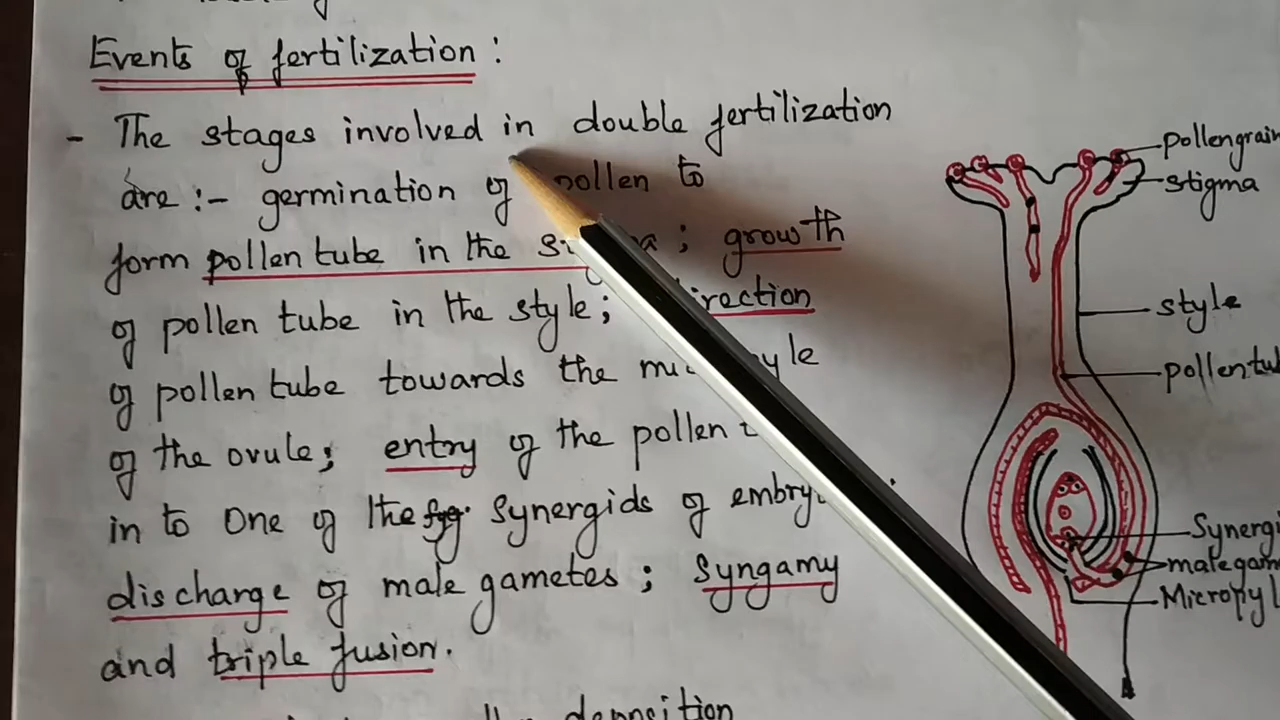 Events of fertilization :
- The stages involved in double fertilization
are :- germination of pollen to
form pollen tube in the ; growth
of pollen tube in the style; direction
of pollen tube towards the
of the ovule; entry of the pollen
in to One of the synergids of
discharge of male gametes ; syngamy
and triple fusion.
pollengrain
stigma
style
pollentu
Synergi
malegam
Micropyl